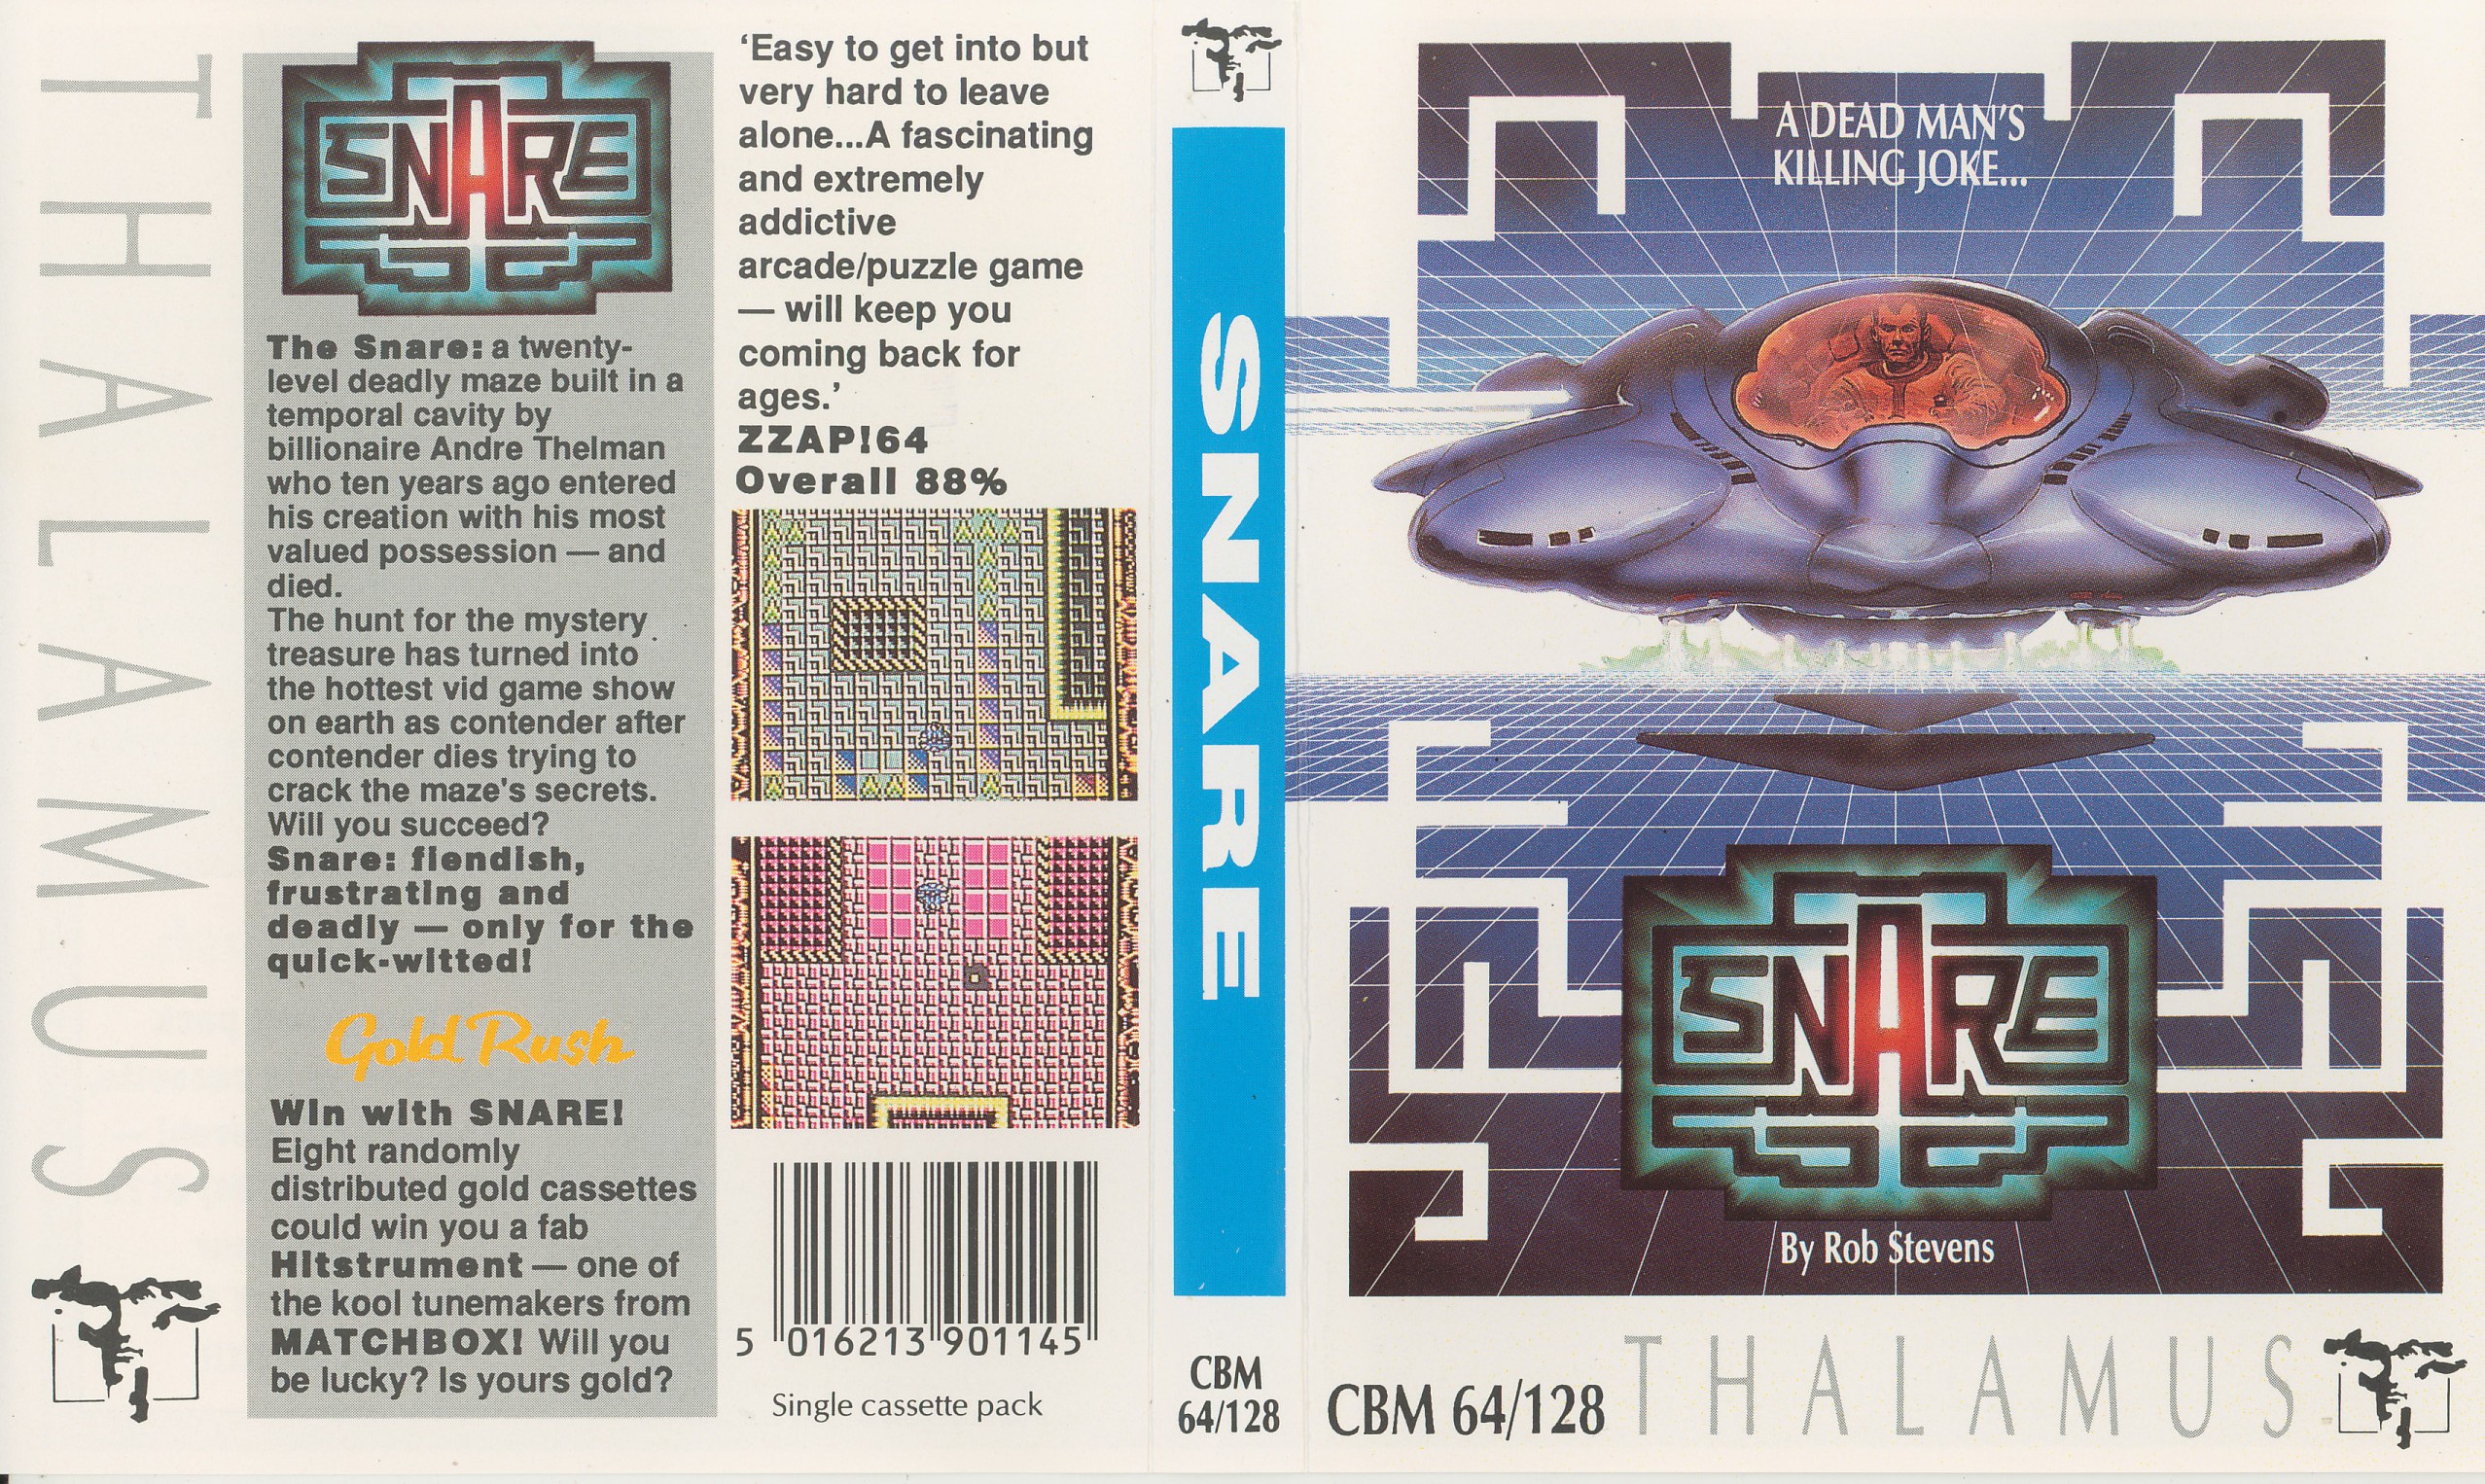 THALAMUS
SNARE
The Snare: a twenty-
level deadly maze built in a
temporal cavity by
billionaire Andre Thelman
who ten years ago entered
his creation with his most
valued possession — and
died.
The hunt for the mystery
treasure has turned into
the hottest vid game show
on earth as contender after
contender dies trying to
crack the maze's secrets.
Will you succeed?
Snare: fiendish,
frustrating and
deadly — only for the
quick-witted!
Gold Rush
Win with SNARE!
Eight randomly
distributed gold cassettes
could win you a fab
Hitstrument — one of
the kool tunemakers from
MATCHBOX! Will you
be lucky? Is yours gold?
‘Easy to get into but
very hard to leave
alone...A fascinating
and extremely
addictive
arcade/puzzle game
— will keep you
coming back for
ages.’
ZZAP!64
Overall 88%
5 016213 901145
Single cassette pack
SNARE
CBM
64/128
A DEAD MAN'S
KILLING JOKE...
SNARE
By Rob Stevens
CBM 64/128 THALAMUS